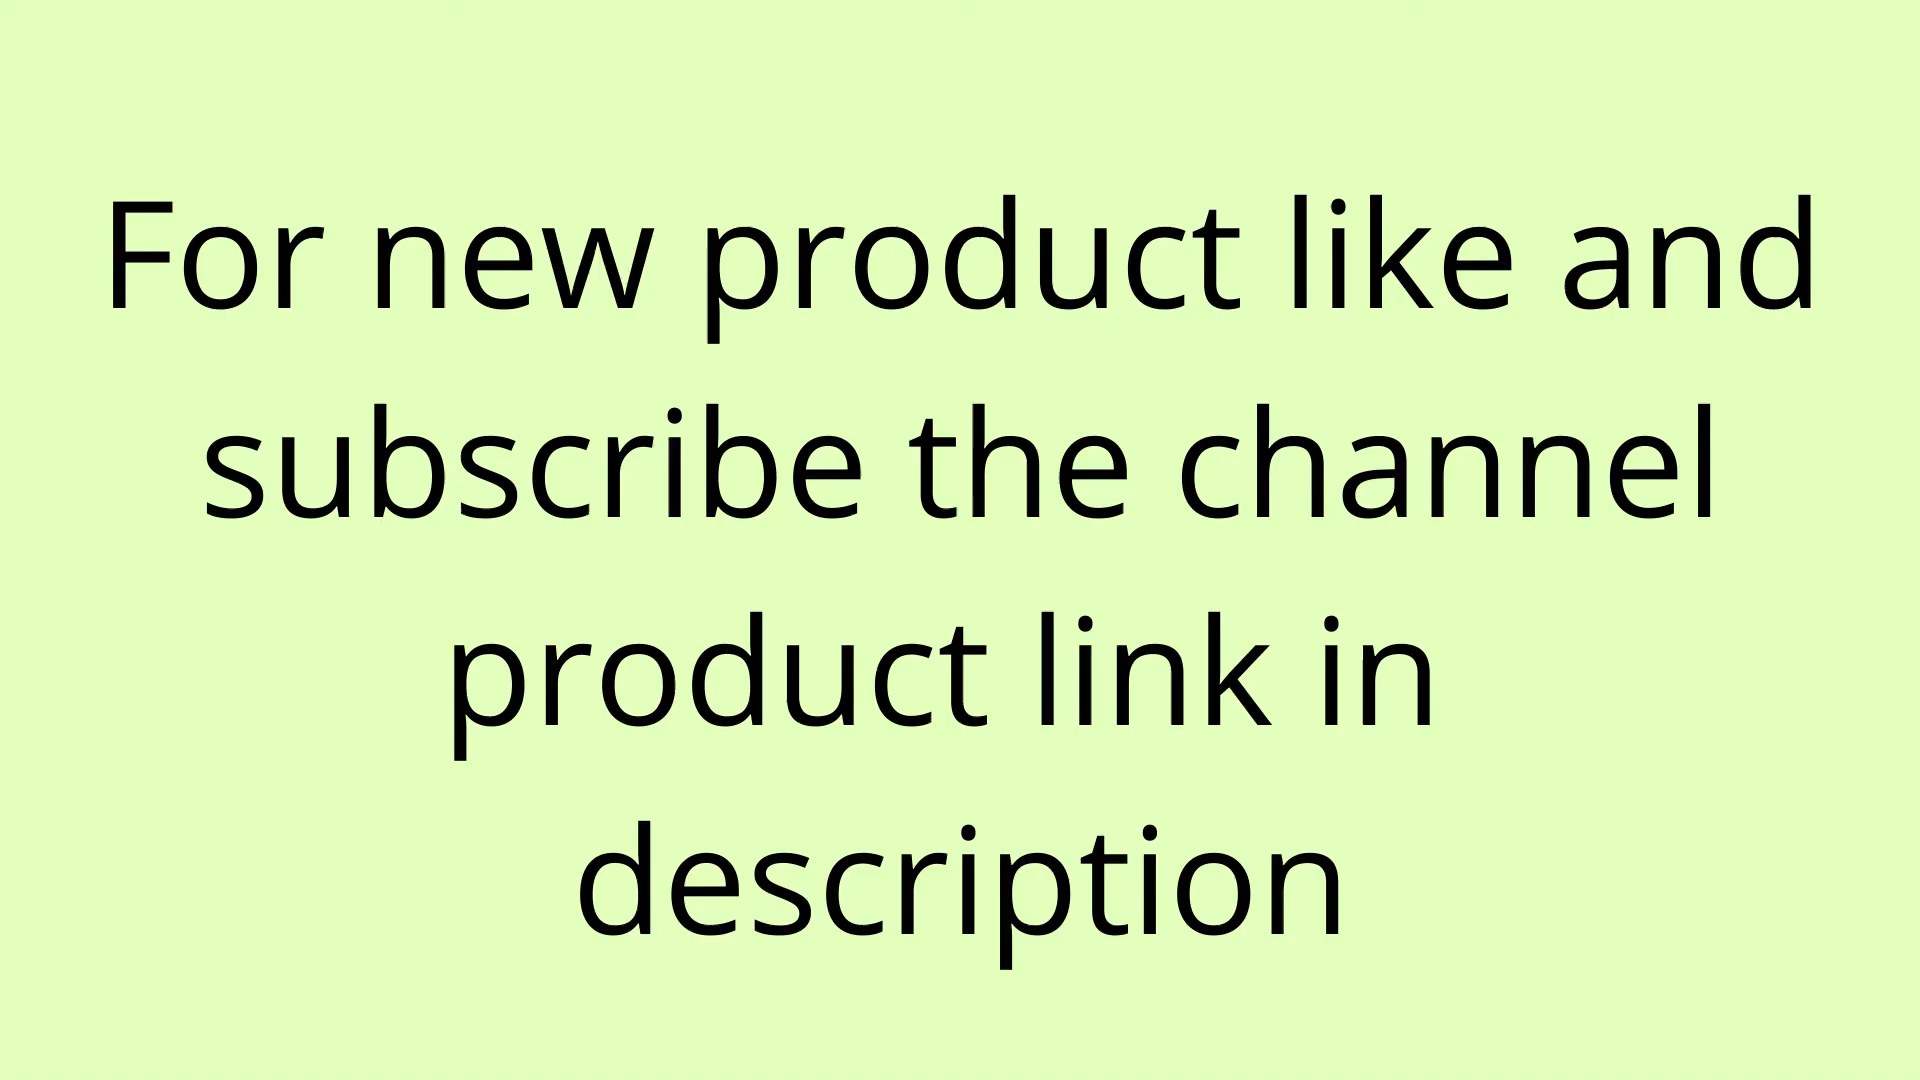 For new product like and
subscribe the channel
product link in
description